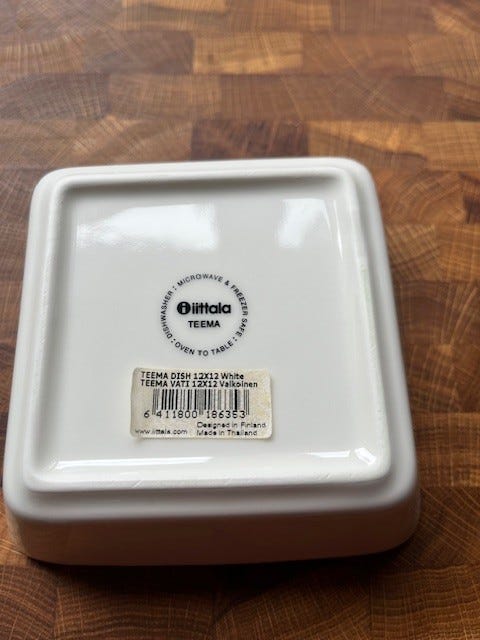 DISHWASHER : MICROWAVE & FREEZER SAFE : OVEN TO TABLE :
iittala
TEEMA
TEEMA DISH 12X12 White
TEEMA VATI 12X12 Valkoinen
6 411800 186353
Designed in Finland
www.iittala.com Made in Thailand